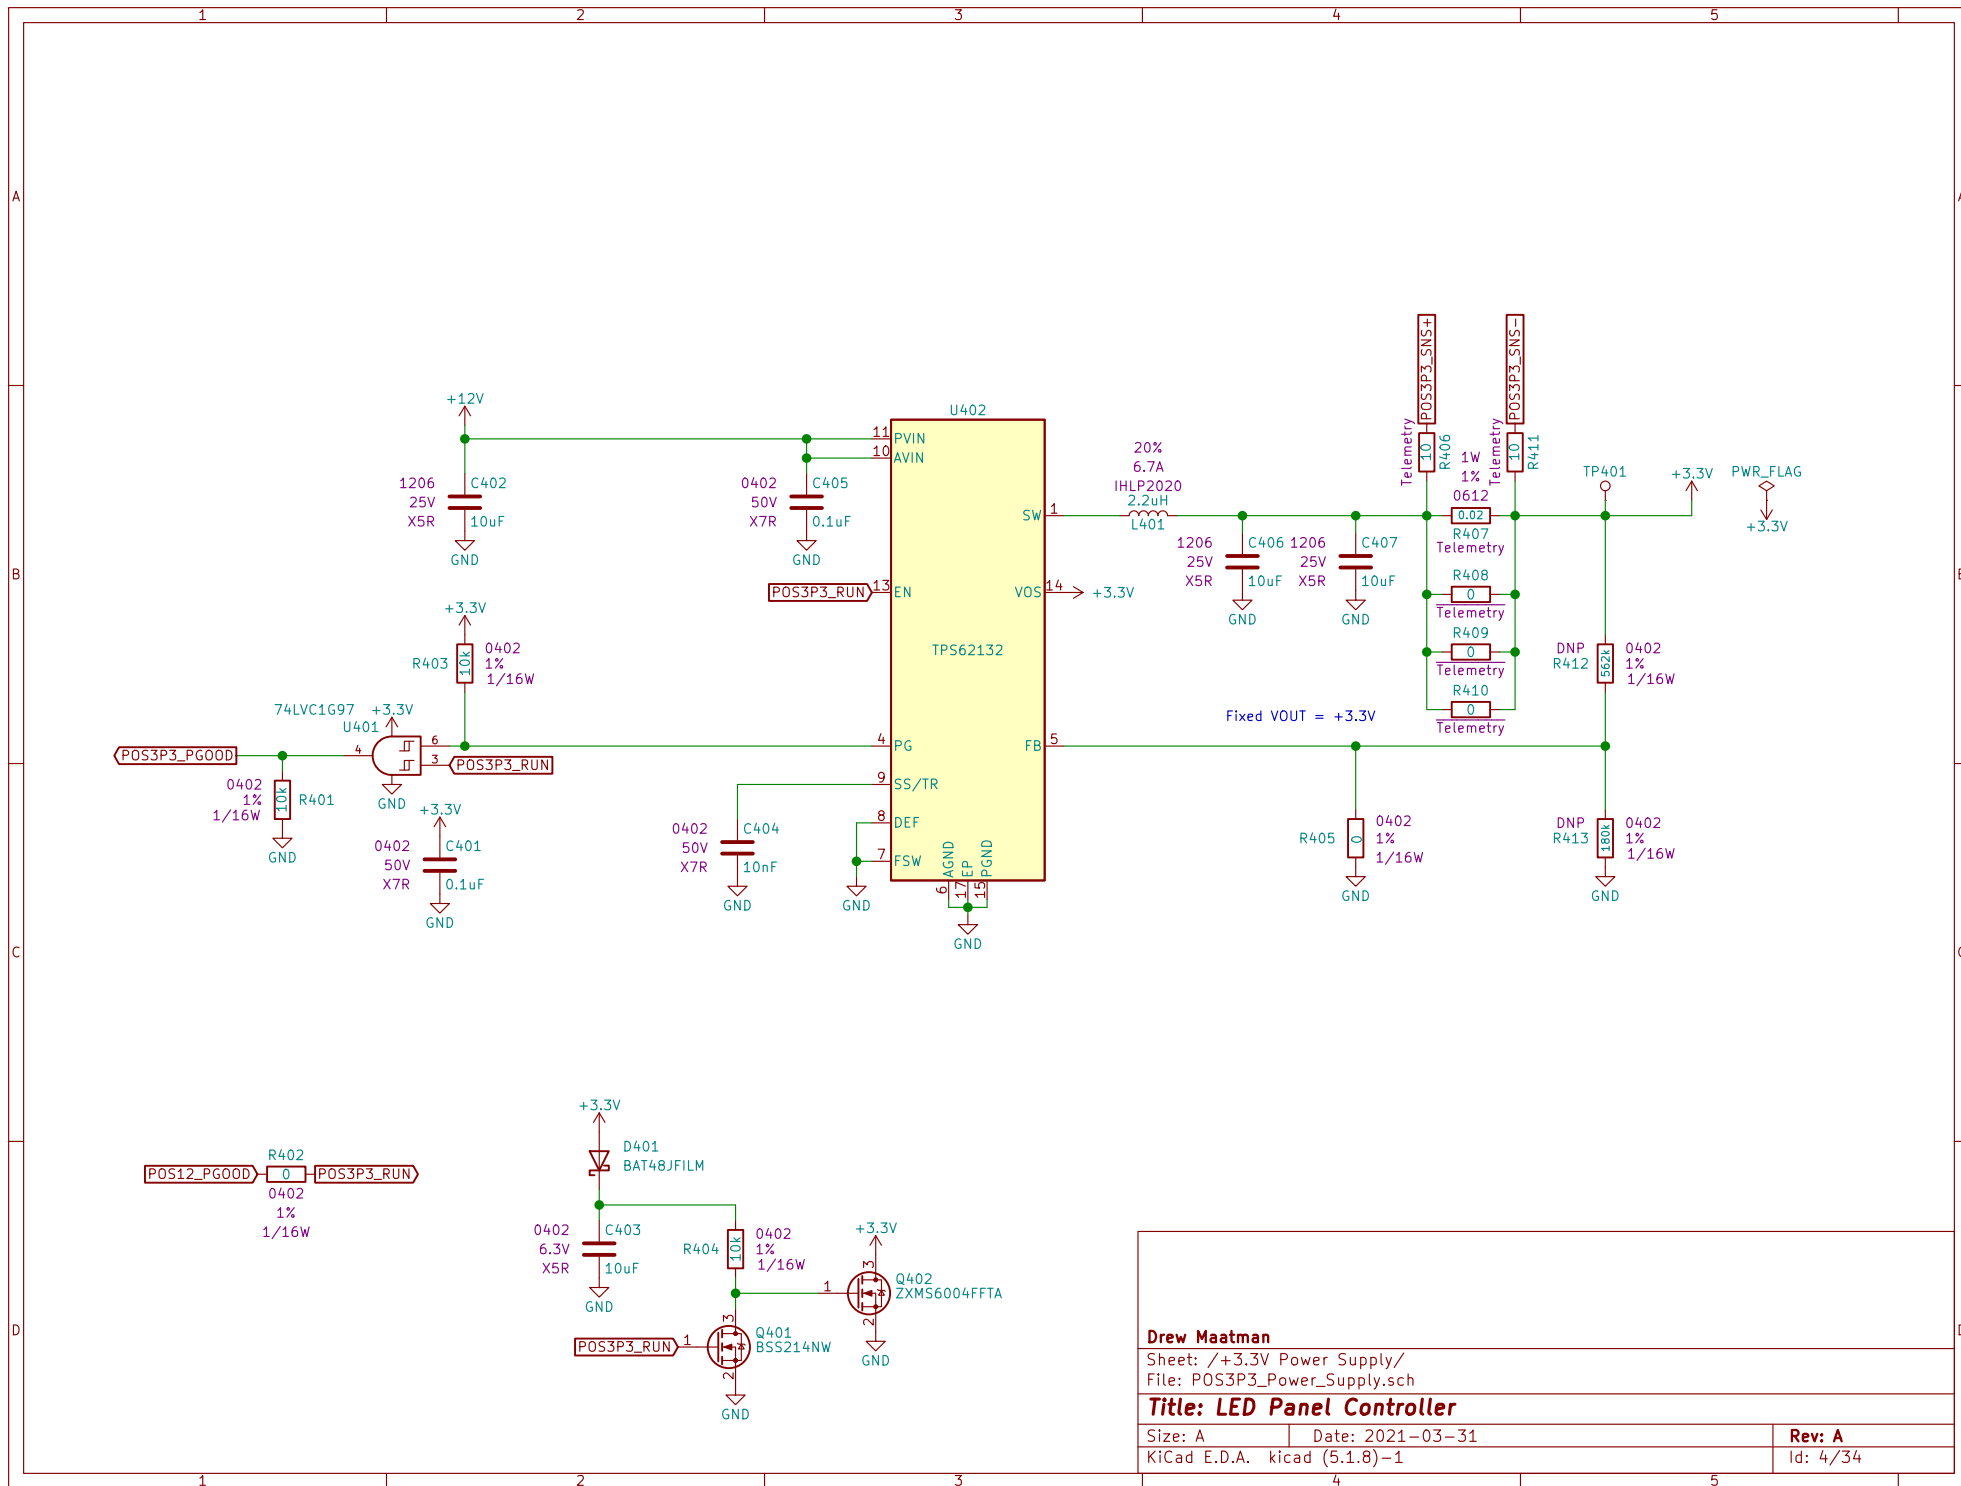 1 2 3 4 5
A
B
C
D
+12V
1206
25V
X5R
C402
10uF
GND
0402
50V
X7R
C405
0.1uF
GND
U402
TPS62132
11 PVIN
10 AVIN
13 EN
4 PG
9 SS/TR
8 DEF
7 FSW
SW 1
VOS 14
FB 5
AGND
EP
PGND
6
17
15
GND
POS3P3_RUN
+3.3V
20%
6.7A
IHLP2020
2.2uH
L401
1206
25V
X5R
C406
10uF
GND
1206
25V
X5R
C407
10uF
GND
POS3P3_SNS+
POS3P3_SNS-
Telemetry
10
R406
Telemetry
10
R411
1W
1%
0612
0.02
R407
Telemetry
R408
0
Telemetry
R409
0
Telemetry
R410
0
Telemetry
TP401
+3.3V
PWR_FLAG
+3.3V
DNP
R412
562k
0402
1%
1/16W
Fixed VOUT = +3.3V
R405
0
0402
1%
1/16W
GND
DNP
R413
180k
0402
1%
1/16W
GND
+3.3V
R403
10k
0402
1%
1/16W
74LVC1G97
U401
+3.3V
4
6
3
GND
POS3P3_PGOOD
POS3P3_RUN
0402
1%
1/16W
10k
R401
GND
+3.3V
0402
50V
X7R
C401
0.1uF
GND
0402
50V
X7R
C404
10nF
GND
GND
POS12_PGOOD
R402
0
POS3P3_RUN
0402
1%
1/16W
+3.3V
D401
BAT48JFILM
0402
6.3V
X5R
C403
10uF
GND
R404
10k
0402
1%
1/16W
POS3P3_RUN
1
3
2
Q401
BSS214NW
GND
+3.3V
1
3
2
Q402
ZXMS6004FFTA
GND
Drew Maatman
Sheet: /+3.3V Power Supply/
File: POS3P3_Power_Supply.sch
Title: LED Panel Controller
Size: A
Date: 2021-03-31
Rev: A
KiCad E.D.A. kicad (5.1.8)-1
Id: 4/34
1 2 3 4 5